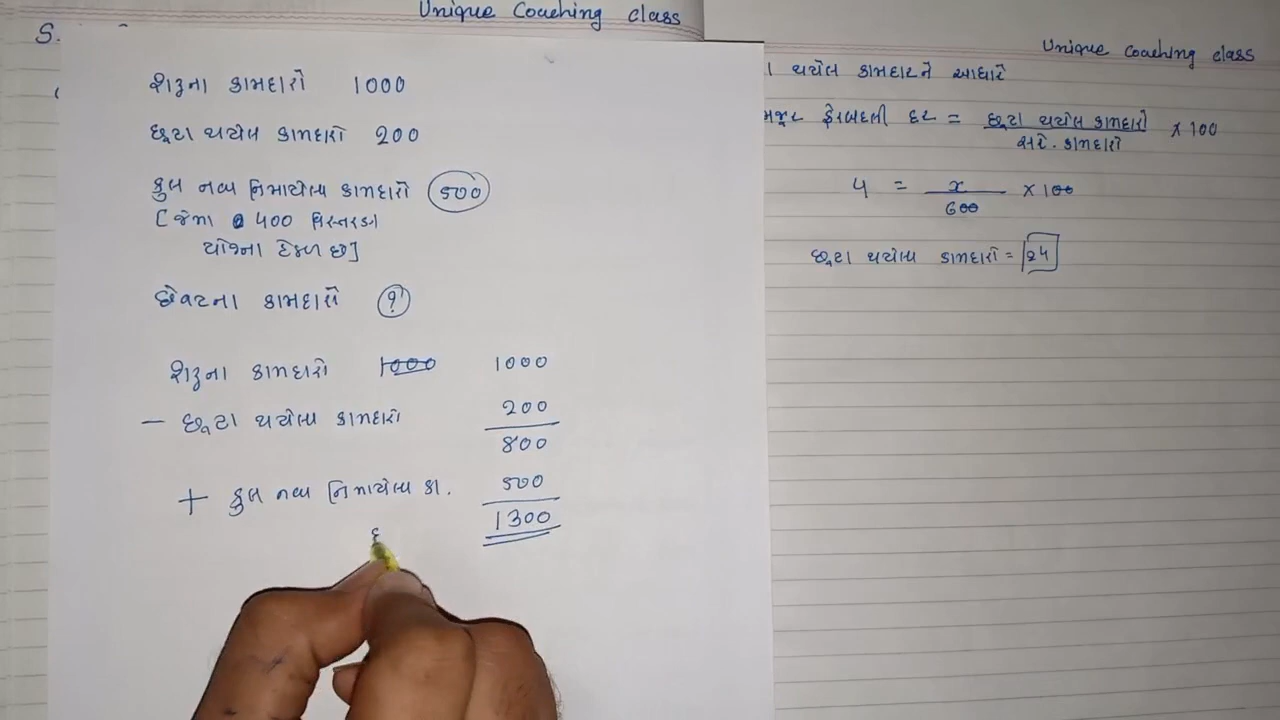 Unique Coaching class
S.
શરૂના કામદારો 1000
છૂટા થયેલ કામદારો 200
કુલ નવા નિમાયેલા કામદારો 500
[જેમા 400 વિસ્તરણ
યોજના હેઠળ છે]
છેવટના કામદારો ?
શરૂના કામદારો 1000 1000
– છૂટા થયેલા કામદારો 200
800
+ કુલ નવા નિમાયેલા કા. 500
1300
Unique Coaching class
થયેલ કામદારને આધારે
મજૂર ફેરબદલી દર = છૂટા થયેલ કામદારો / સરે. કામદારો × 100
4 = x / 600 × 100
છૂટા થયેલા કામદારો = 24